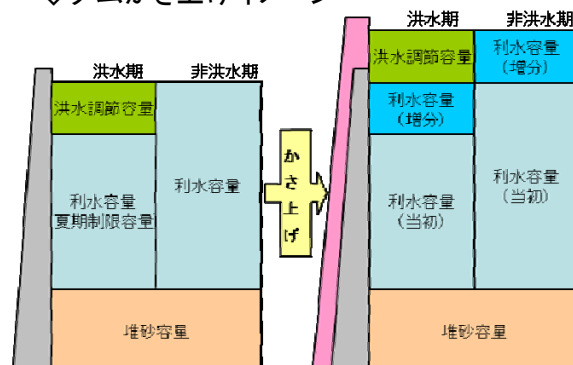 洪水期
非洪水期
洪水調節容量
利水容量
夏期制限容量
利水容量
堆砂容量
かさ上げ
洪水期
非洪水期
洪水調節容量
利水容量
(増分)
利水容量
(増分)
利水容量
(当初)
利水容量
(当初)
堆砂容量